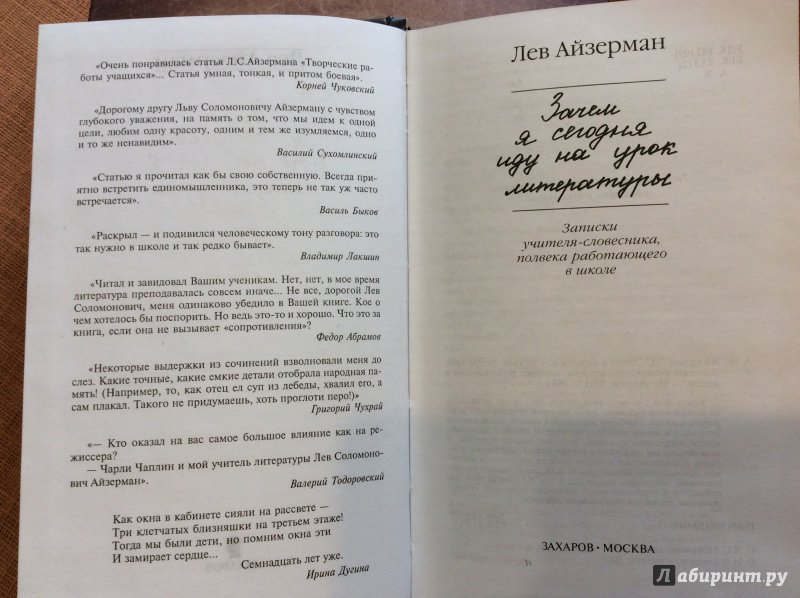 «Очень понравилась статья Л.С.Айзермана «Творческие ра-
боты учащихся»... Статья умная, тонкая, и притом боевая».
Корней Чуковский
«Дорогому другу Льву Соломоновичу Айзерману с чувством
глубокого уважения, на память о том, что мы идем к одной
цели, любим одну красоту, одним и тем же изумляемся, одно
и то же ненавидим».
Василий Сухомлинский
«Статью я прочитал как бы свою собственную. Всегда при-
ятно встретить единомышленника, это теперь не так уж часто
встречается».
Василь Быков
«Раскрыл — и подивился человеческому тону разговора: это
так нужно в школе и так редко бывает».
Владимир Лакшин
«Читал и завидовал Вашим ученикам. Нет, нет, в мое время
литература преподавалась совсем иначе... Не все, дорогой Лев
Соломонович, меня одинаково убедило в Вашей книге. Кое о
чем хотелось бы поспорить. Но ведь это-то и хорошо. Что это за
книга, если она не вызывает «сопротивления»?
Федор Абрамов
«Некоторые выдержки из сочинений взволновали меня до
слез. Какие точные, какие емкие детали отобрала народная па-
мять! (Например, то, как отец ел суп из лебеды, хвалил его, а
сам плакал. Такого не придумаешь, хоть проглоти перо!)»
Григорий Чухрай
«— Кто оказал на вас самое большое влияние как на ре-
жиссера?
— Чарли Чаплин и мой учитель литературы Лев Соломо-
нович Айзерман».
Валерий Тодоровский
Как окна в кабинете сияли на рассвете —
Три клетчатых близняшки на третьем этаже!
Тогда мы были дети, но помним окна эти
И замирает сердце...
Семнадцать лет уже.
Ирина Дугина
Лев Айзерман
Зачем
я сегодня
иду на урок
литературы
Записки
учителя-словесника,
полвека работающего
в школе
ЗАХАРОВ • МОСКВА
Лабиринт.ру